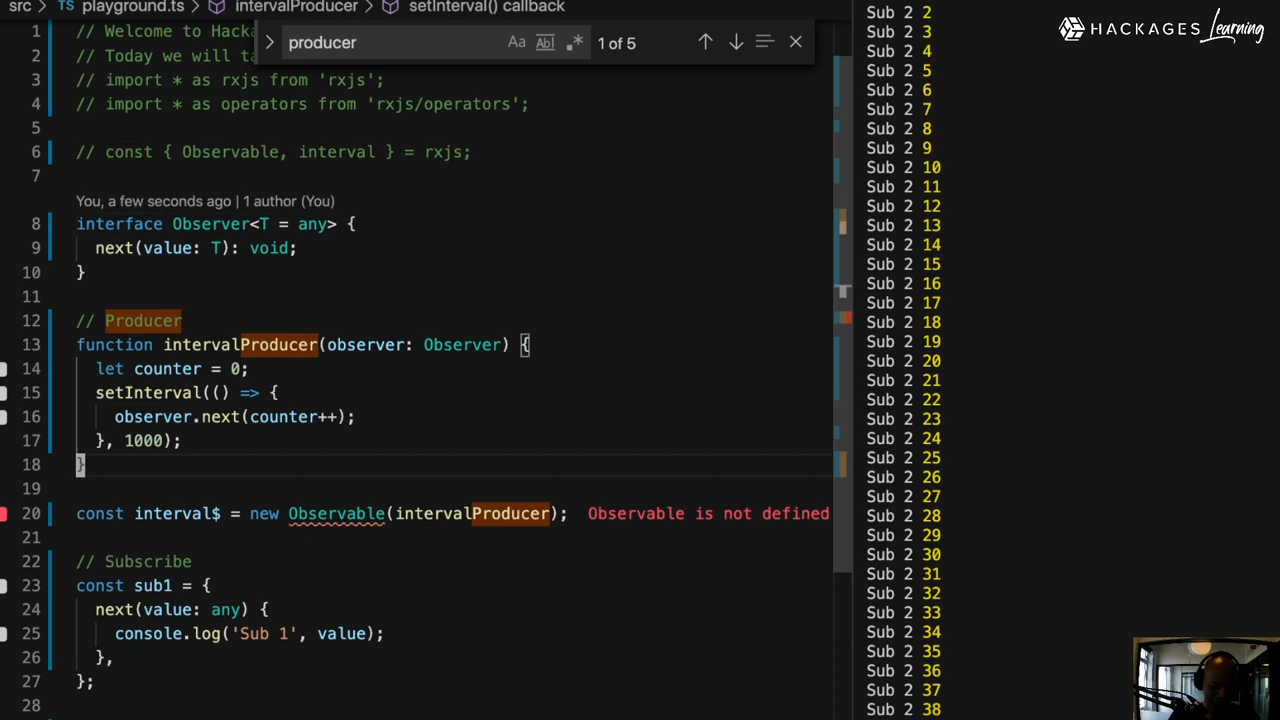 src > TS playground.ts > intervalProducer > setInterval() callback
producer Aa Abl .* 1 of 5
1 // Welcome to Hacka
2 // Today we will ta
3 // import * as rxjs from 'rxjs';
4 // import * as operators from 'rxjs/operators';
5
6 // const { Observable, interval } = rxjs;
7
You, a few seconds ago | 1 author (You)
8 interface Observer<T = any> {
9 next(value: T): void;
10 }
11
12 // Producer
13 function intervalProducer(observer: Observer) {
14 let counter = 0;
15 setInterval(() => {
16 observer.next(counter++);
17 }, 1000);
18 }
19
20 const interval$ = new Observable(intervalProducer); Observable is not defined
21
22 // Subscribe
23 const sub1 = {
24 next(value: any) {
25 console.log('Sub 1', value);
26 },
27 };
28
Sub 2 2
Sub 2 3
Sub 2 4
Sub 2 5
Sub 2 6
Sub 2 7
Sub 2 8
Sub 2 9
Sub 2 10
Sub 2 11
Sub 2 12
Sub 2 13
Sub 2 14
Sub 2 15
Sub 2 16
Sub 2 17
Sub 2 18
Sub 2 19
Sub 2 20
Sub 2 21
Sub 2 22
Sub 2 23
Sub 2 24
Sub 2 25
Sub 2 26
Sub 2 27
Sub 2 28
Sub 2 29
Sub 2 30
Sub 2 31
Sub 2 32
Sub 2 33
Sub 2 34
Sub 2 35
Sub 2 36
Sub 2 37
Sub 2 38
HACKAGES Learning